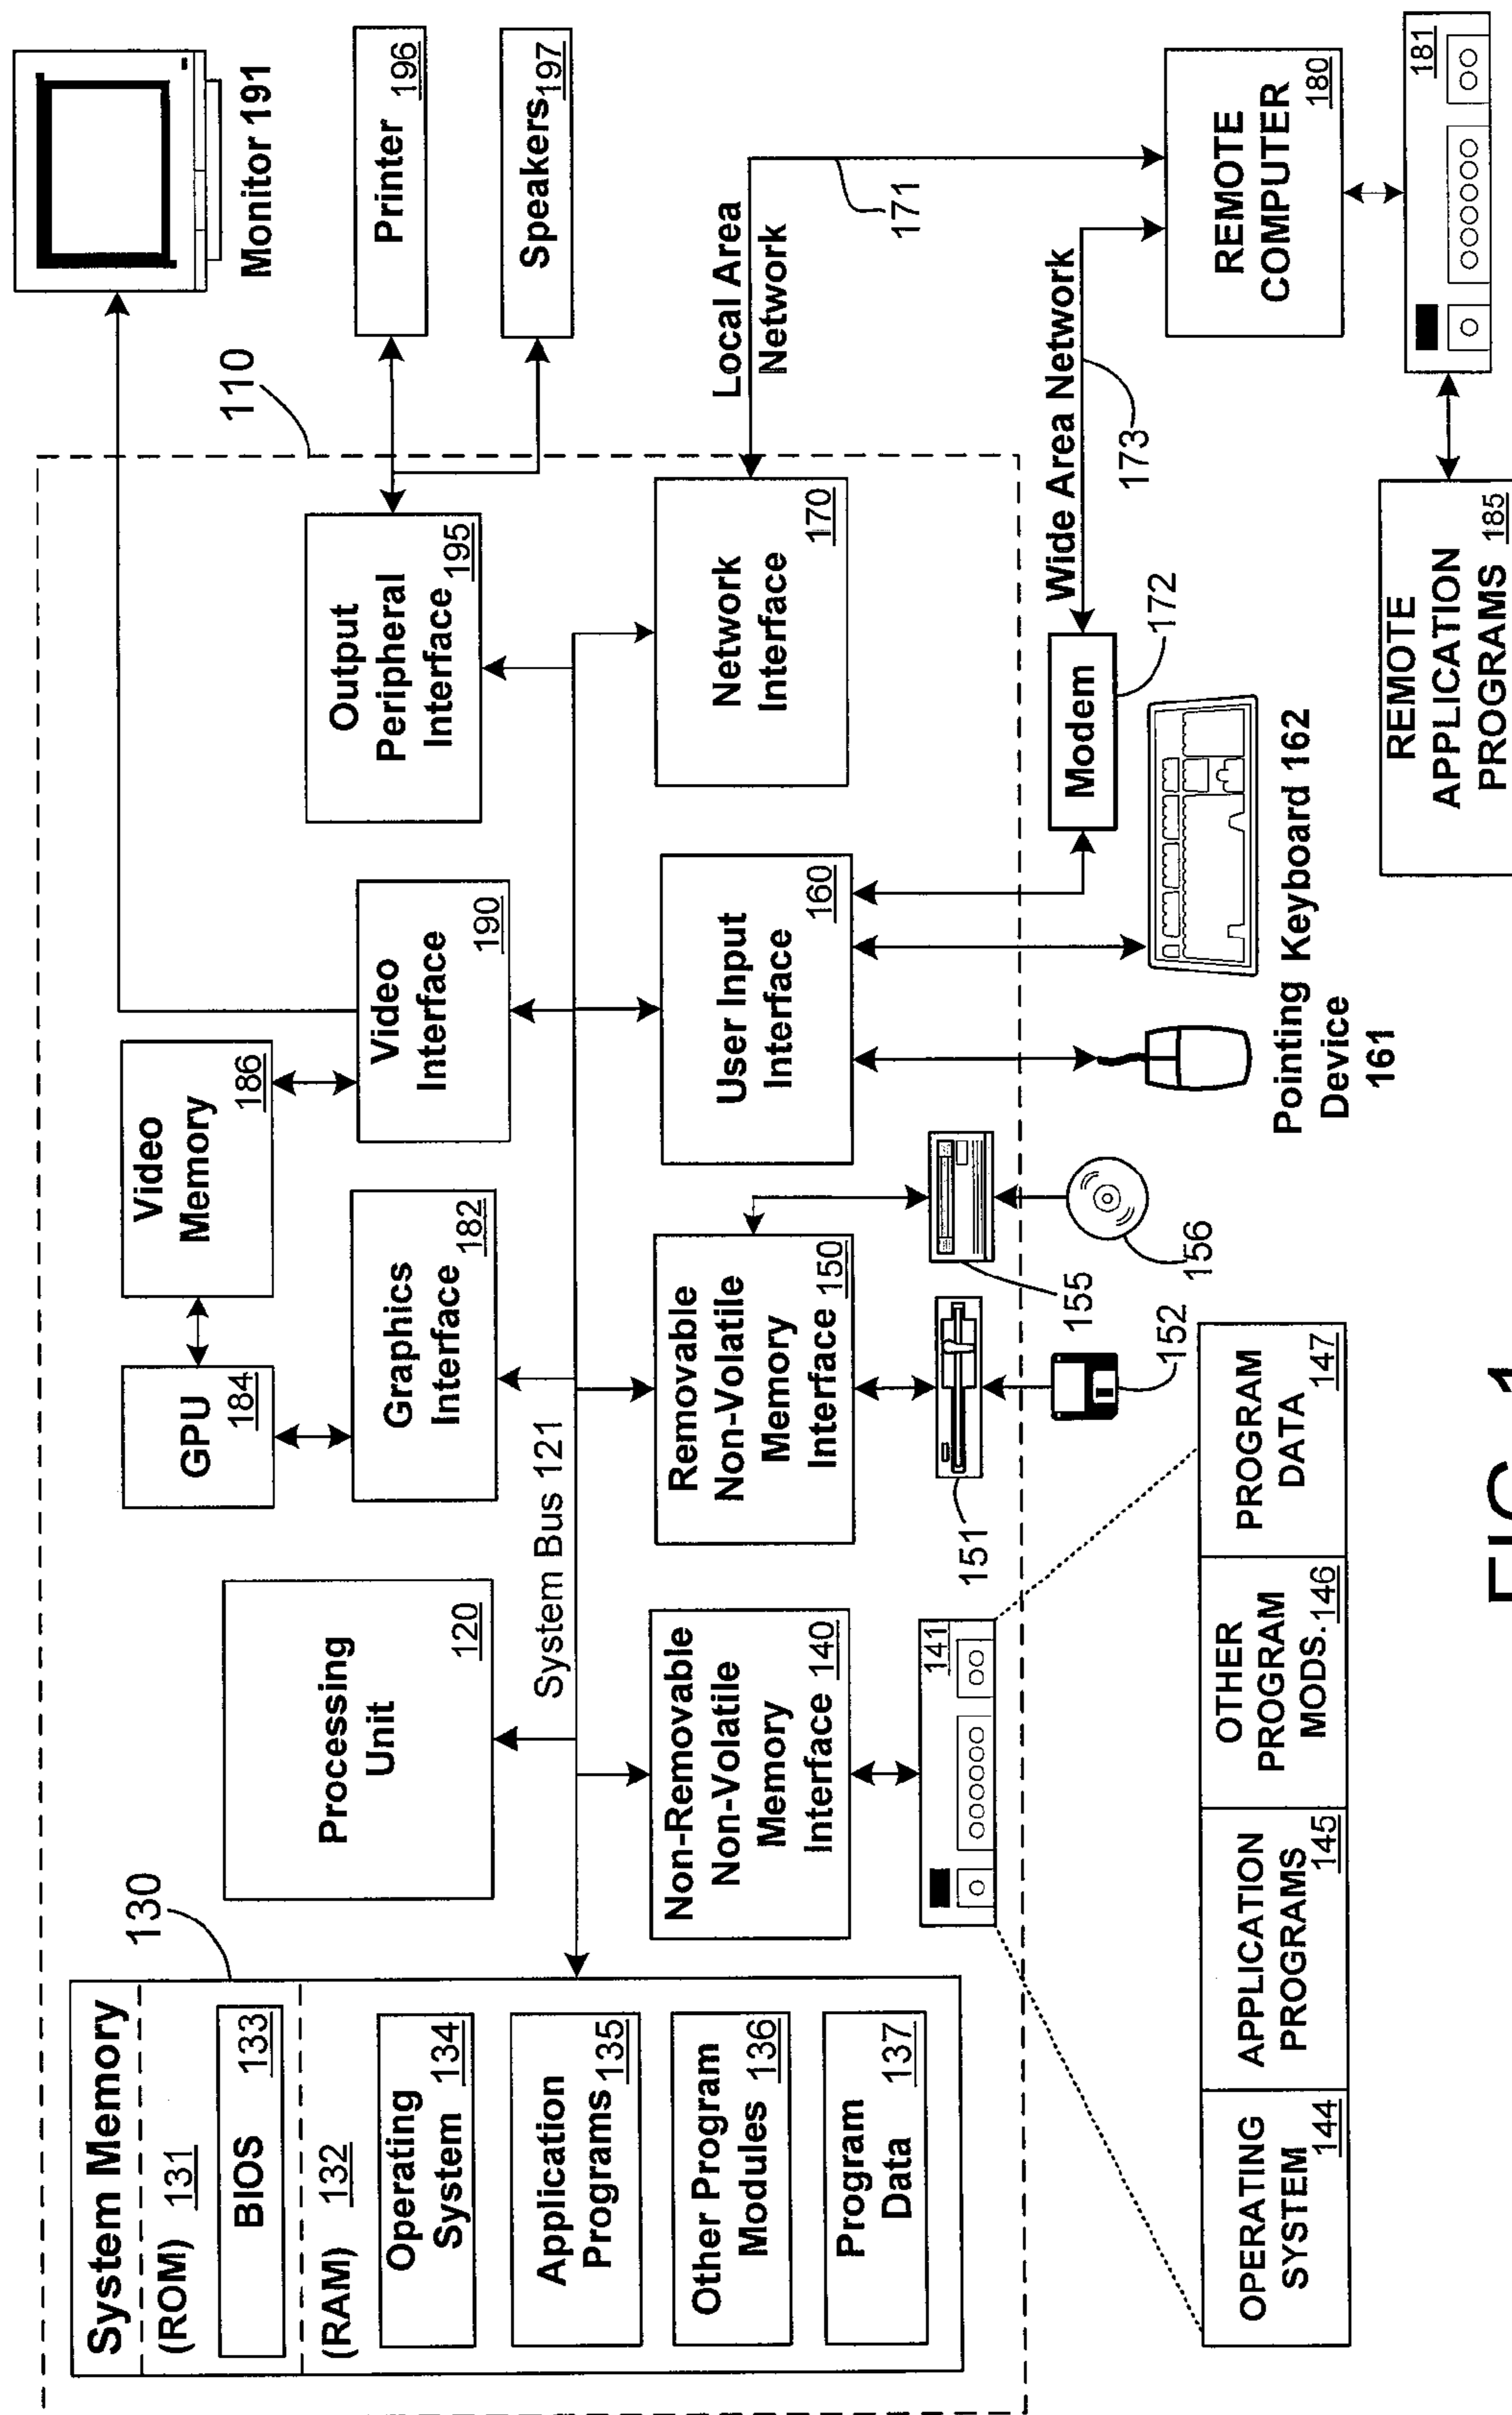 110
130
System Memory
(ROM) 131
BIOS 133
(RAM) 132
Operating
System 134
Application
Programs 135
Other Program
Modules 136
Program
Data 137
Processing
Unit
120
GPU
184
Video
Memory
186
Graphics
Interface
182
Video
Interface
190
Output
Peripheral
Interface 195
Monitor 191
Printer 196
Speakers 197
System Bus 121
Non-Removable
Non-Volatile
Memory
Interface 140
Removable
Non-Volatile
Memory
Interface 150
User Input
Interface
160
Network
Interface
170
Local Area
Network
171
141
151
152
155
156
Pointing
Device
161
Keyboard 162
Modem
172
Wide Area Network
173
REMOTE
COMPUTER
180
181
REMOTE
APPLICATION
PROGRAMS 185
OPERATING
SYSTEM
144
APPLICATION
PROGRAMS
145
OTHER
PROGRAM
MODS. 146
PROGRAM
DATA
147